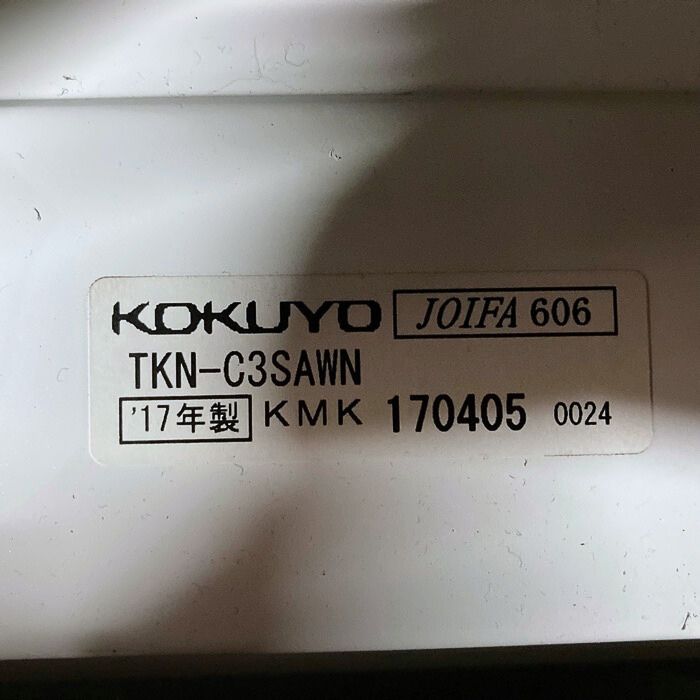 KOKUYO JOIFA 606
TKN-C3SAWN
'17年製 KMK 170405 0024